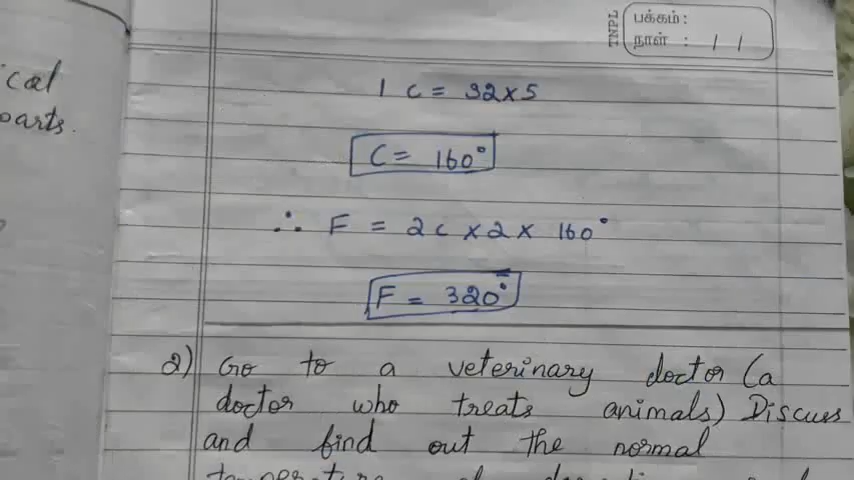 TNPL
பக்கம் :
நாள் : / /
ical
parts.
1 C = 32×5
C = 160°
∴ F = 2C × 2 × 160°
F = 320°
2) Go to a veterinary doctor (a
doctor who treats animals) Discuss
and find out the normal